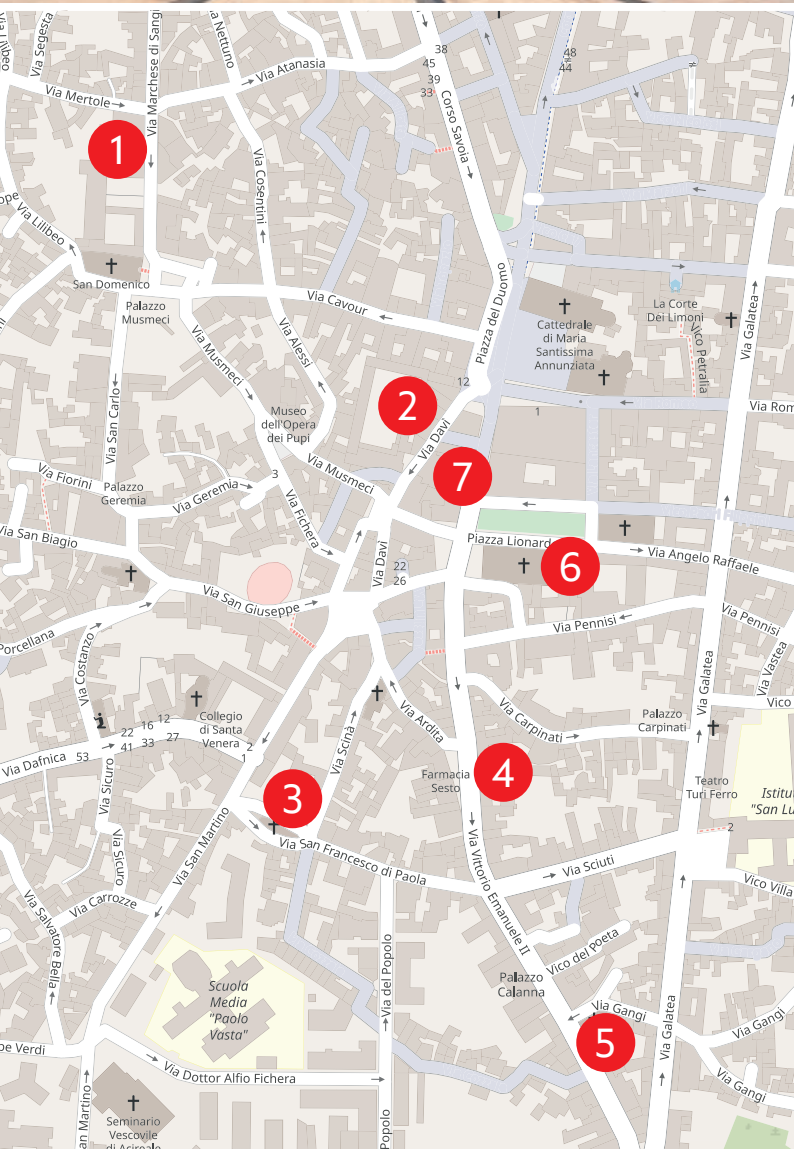 Via Lilibeo
Via Segesta
Via Marchese di Sangi
Via Nettuno
Via Atanasia
38
45
39
33
48
44
Via Mertole
Corso Savoia
1
Via Cosentini
Via Lilibeo
San Domenico
Palazzo
Musmeci
Via Cavour
Piazza del Duomo
Cattedrale
di Maria
Santissima
Annunziata
La Corte
Dei Limoni
Vico Petralia
Via Galatea
Via Musmeci
Via Alessi
Via San Carlo
12
2
1
Via Rom
Museo
dell'Opera
dei Pupi
Via Davì
Via Musmeci
3
Via Fiorini
Palazzo
Geremia
Via Geremia
7
Via Fichera
Via San Biagio
Via Davì
Piazza Lionard
Via Angelo Raffaele
6
22
26
Via San Giuseppe
Via Pennisi
Via Pennisi
Porcellana
Via Costanzo
Via Vastea
Via Galatea
Vico
Collegio
di Santa
Venera
Via Ardita
Via Carpinati
Palazzo
Carpinati
22
16
12
41
33
27
2
1
Via Dafnica
53
Via Scinà
Farmacia
Sesto
4
Teatro
Turi Ferro
Istitu
"San Lu
Via Sicuro
3
2
Via San Martino
Via San Francesco di Paola
Via Sicuro
Via Vittorio Emanuele II
Via Sciuti
Vico Villa
Via Carrozze
Via Salvatore Bella
Via del Popolo
Vico del Poeta
Palazzo
Calanna
Scuola
Media
"Paolo
Vasta"
Via Gangi
5
Via Galatea
Via Gangi
pe Verdi
Via Dottor Alfio Fichera
Via Gangi
an Martino
Popolo
Seminario
Vescovile
di Acireale